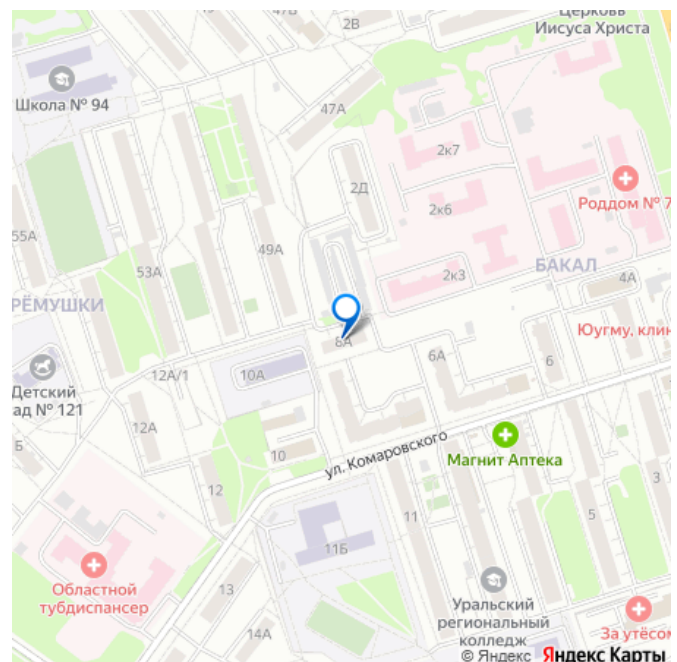 2В
Церковь
Иисуса Христа
Школа № 94
47А
2к7
2Д
Роддом № 7
2к6
55А
49А
53А
2к3
БАКАЛ
4А
РЁМУШКИ
Юугму, клин
8А
6А
6
Детский
ад № 121
12А/1
10А
12А
Магнит Аптека
ул. Комаровского
10
Б
12
3
11
5
11Б
Областной
тубдиспансер
13
Уральский
региональный
колледж
14А
За утёсом
© Яндекс Яндекс Карты